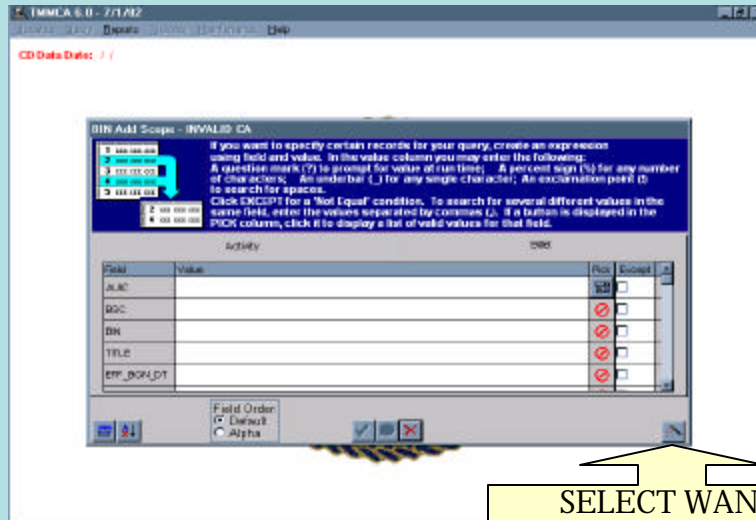 TMMCA 6.0 - 7/1/02
Reports Help
CD Data Date: / /
BIN Add Scope - INVALID CA
If you want to specify certain records for your query, create an expression
using field and value. In the value column you may enter the following:
A question mark (?) to prompt for value at run time; A percent sign (%) for any number
of characters; An underbar (_) for any single character; An exclamation point (!)
to search for spaces.
Click EXCEPT for a 'Not Equal' condition. To search for several different values in the
same field, enter the values separated by commas (,). If a button is displayed in the
PICK column, click it to display a list of valid values for that field.
Activity
Field Value Pick Except
BIN
TITLE
EFF_BGN_DT
Field Order
Default
Alpha
SELECT WAN